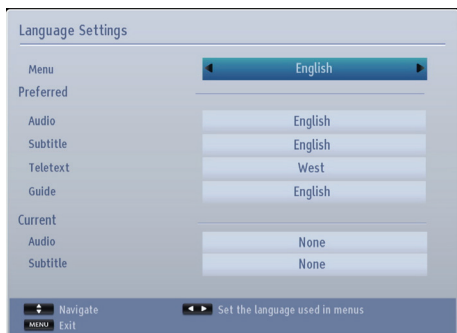 Language Settings
Menu English
Preferred
Audio English
Subtitle English
Teletext West
Guide English
Current
Audio None
Subtitle None
Navigate Set the language used in menus
MENU Exit